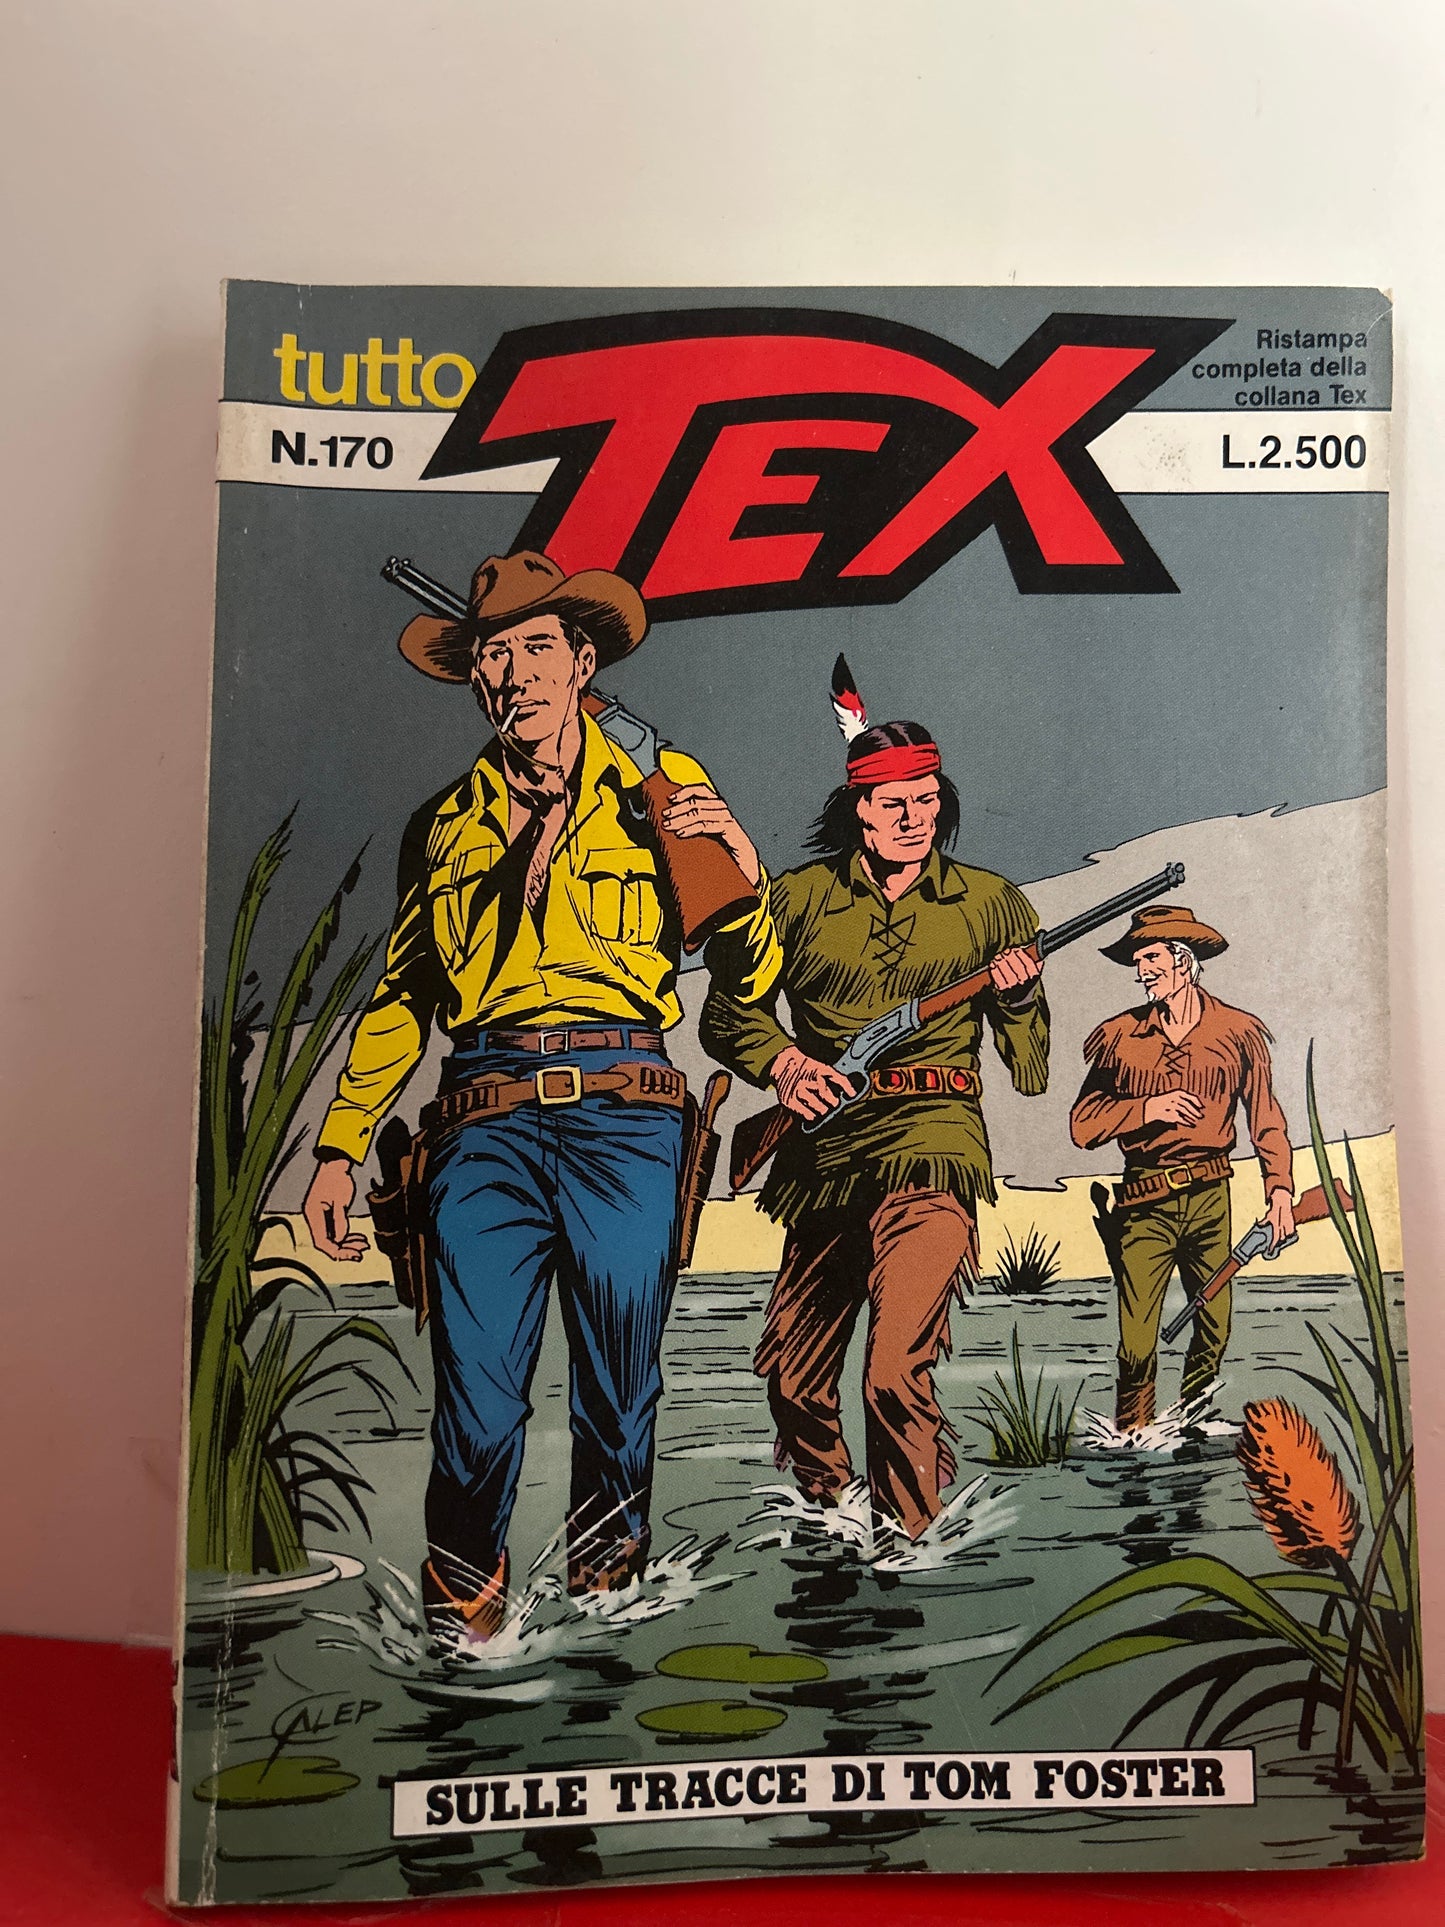 tutto
TEX
Ristampa
completa della
collana Tex
N.170
L.2.500
GALEP
SULLE TRACCE DI TOM FOSTER